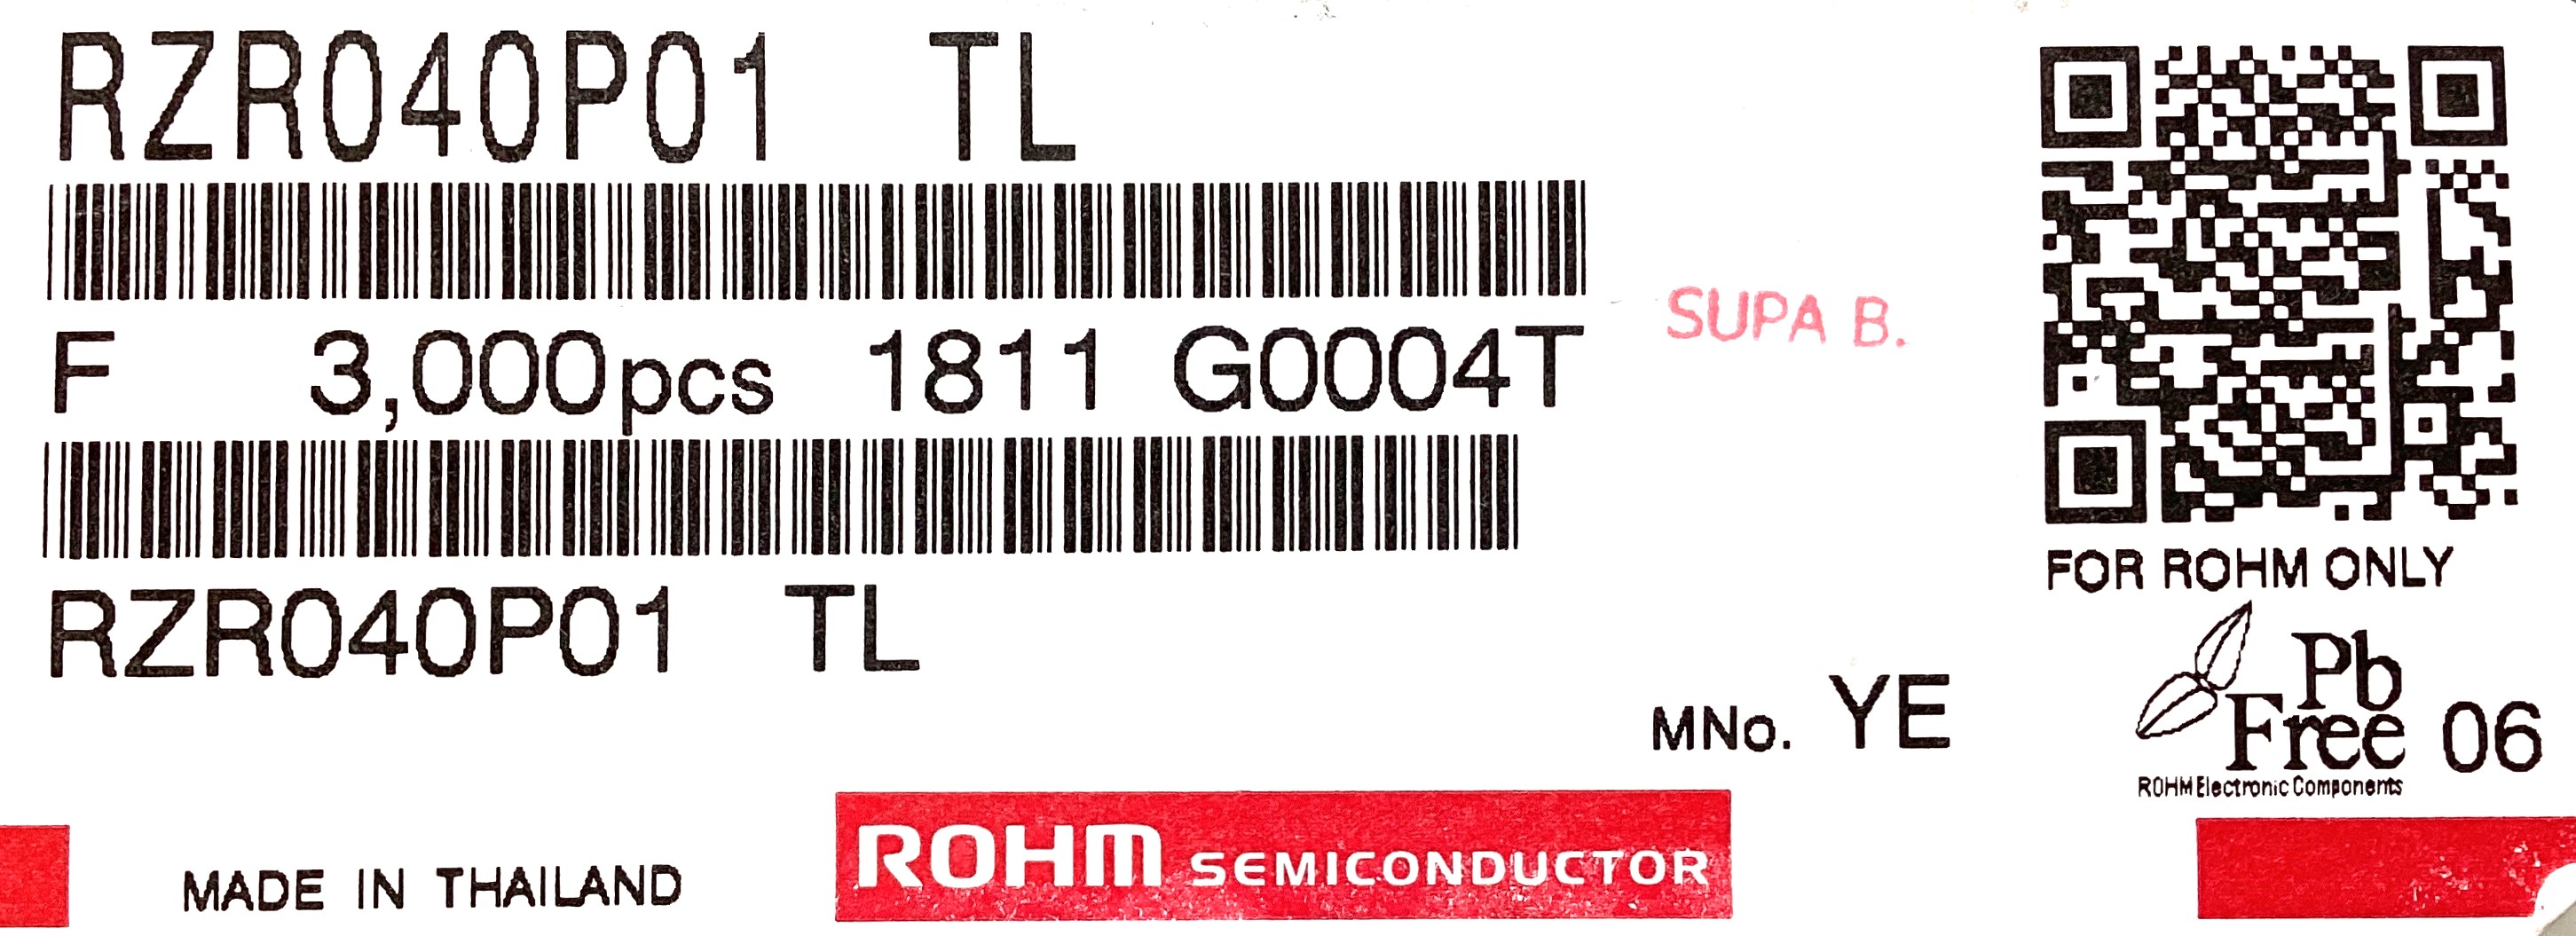 RZR040P01 TL
F 3,000pcs 1811 G0004T
SUPA B.
RZR040P01 TL
FOR ROHM ONLY
MNo. YE
Pb
Free 06
ROHM Electronic Components
MADE IN THAILAND
ROHM SEMICONDUCTOR